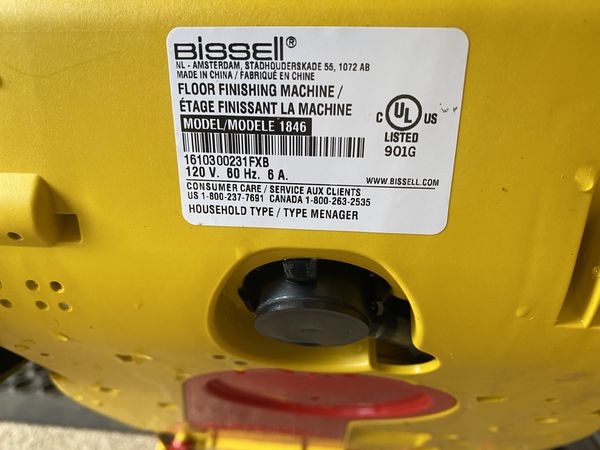 BISSELL®
NL - AMSTERDAM, STADHOUDERSKADE 55, 1072 AB
MADE IN CHINA / FABRIQUÉ EN CHINE
FLOOR FINISHING MACHINE /
ÉTAGE FINISSANT LA MACHINE
MODEL/MODELE 1846
1610300231FXB
120 V. 60 Hz. 6 A.
CONSUMER CARE / SERVICE AUX CLIENTS
US 1-800-237-7691 CANADA 1-800-263-2535
HOUSEHOLD TYPE / TYPE MENAGER
C UL US
LISTED
901G
WWW.BISSELL.COM